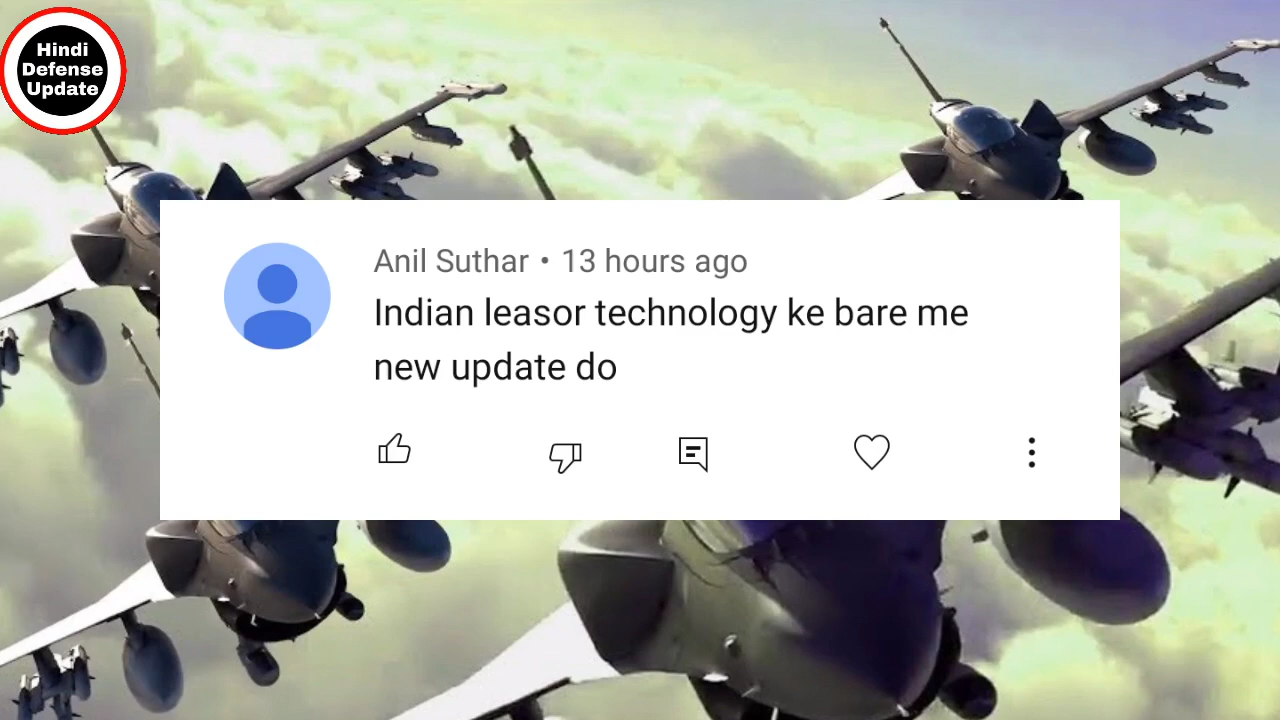 Hindi
Defense
Update
Anil Suthar • 13 hours ago
Indian leasor technology ke bare me
new update do